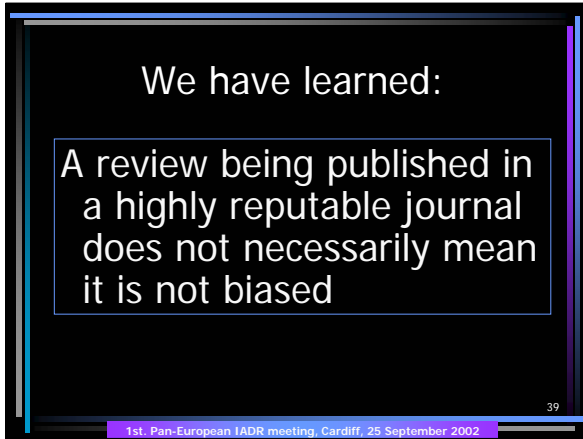 We have learned:
A review being published in
a highly reputable journal
does not necessarily mean
it is not biased
39
1st. Pan-European IADR meeting, Cardiff, 25 September 2002